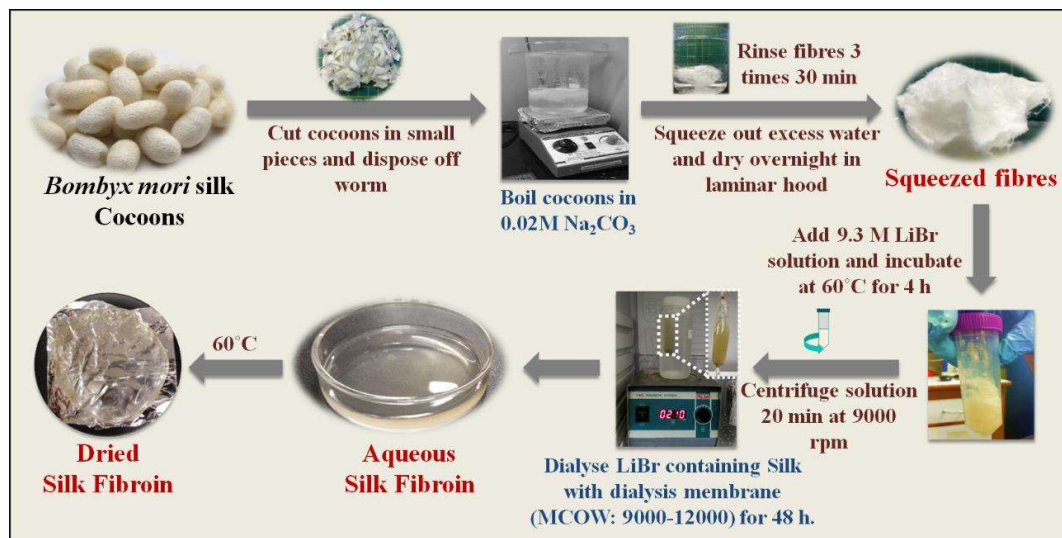 Cut cocoons in small
pieces and dispose off
worm
Bombyx mori silk
Cocoons
Boil cocoons in
0.02M Na₂CO₃
Rinse fibres 3
times 30 min
Squeeze out excess water
and dry overnight in
laminar hood
Squeezed fibres
Add 9.3 M LiBr
solution and incubate
at 60°C for 4 h
Centrifuge solution
20 min at 9000
rpm
0210
Dialyse LiBr containing Silk
with dialysis membrane
(MCOW: 9000-12000) for 48 h.
Aqueous
Silk Fibroin
60°C
Dried
Silk Fibroin